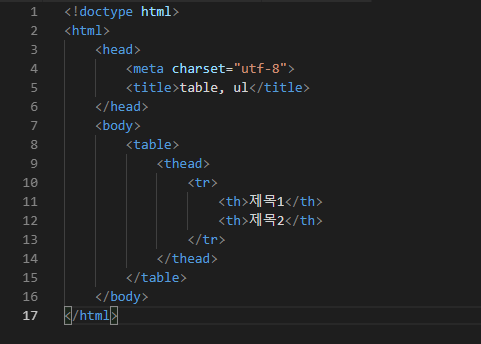 1 <!doctype html>
2 <html>
3 <head>
4 <meta charset="utf-8">
5 <title>table, ul</title>
6 </head>
7 <body>
8 <table>
9 <thead>
10 <tr>
11 <th>제목1</th>
12 <th>제목2</th>
13 </tr>
14 </thead>
15 </table>
16 </body>
17 </html>